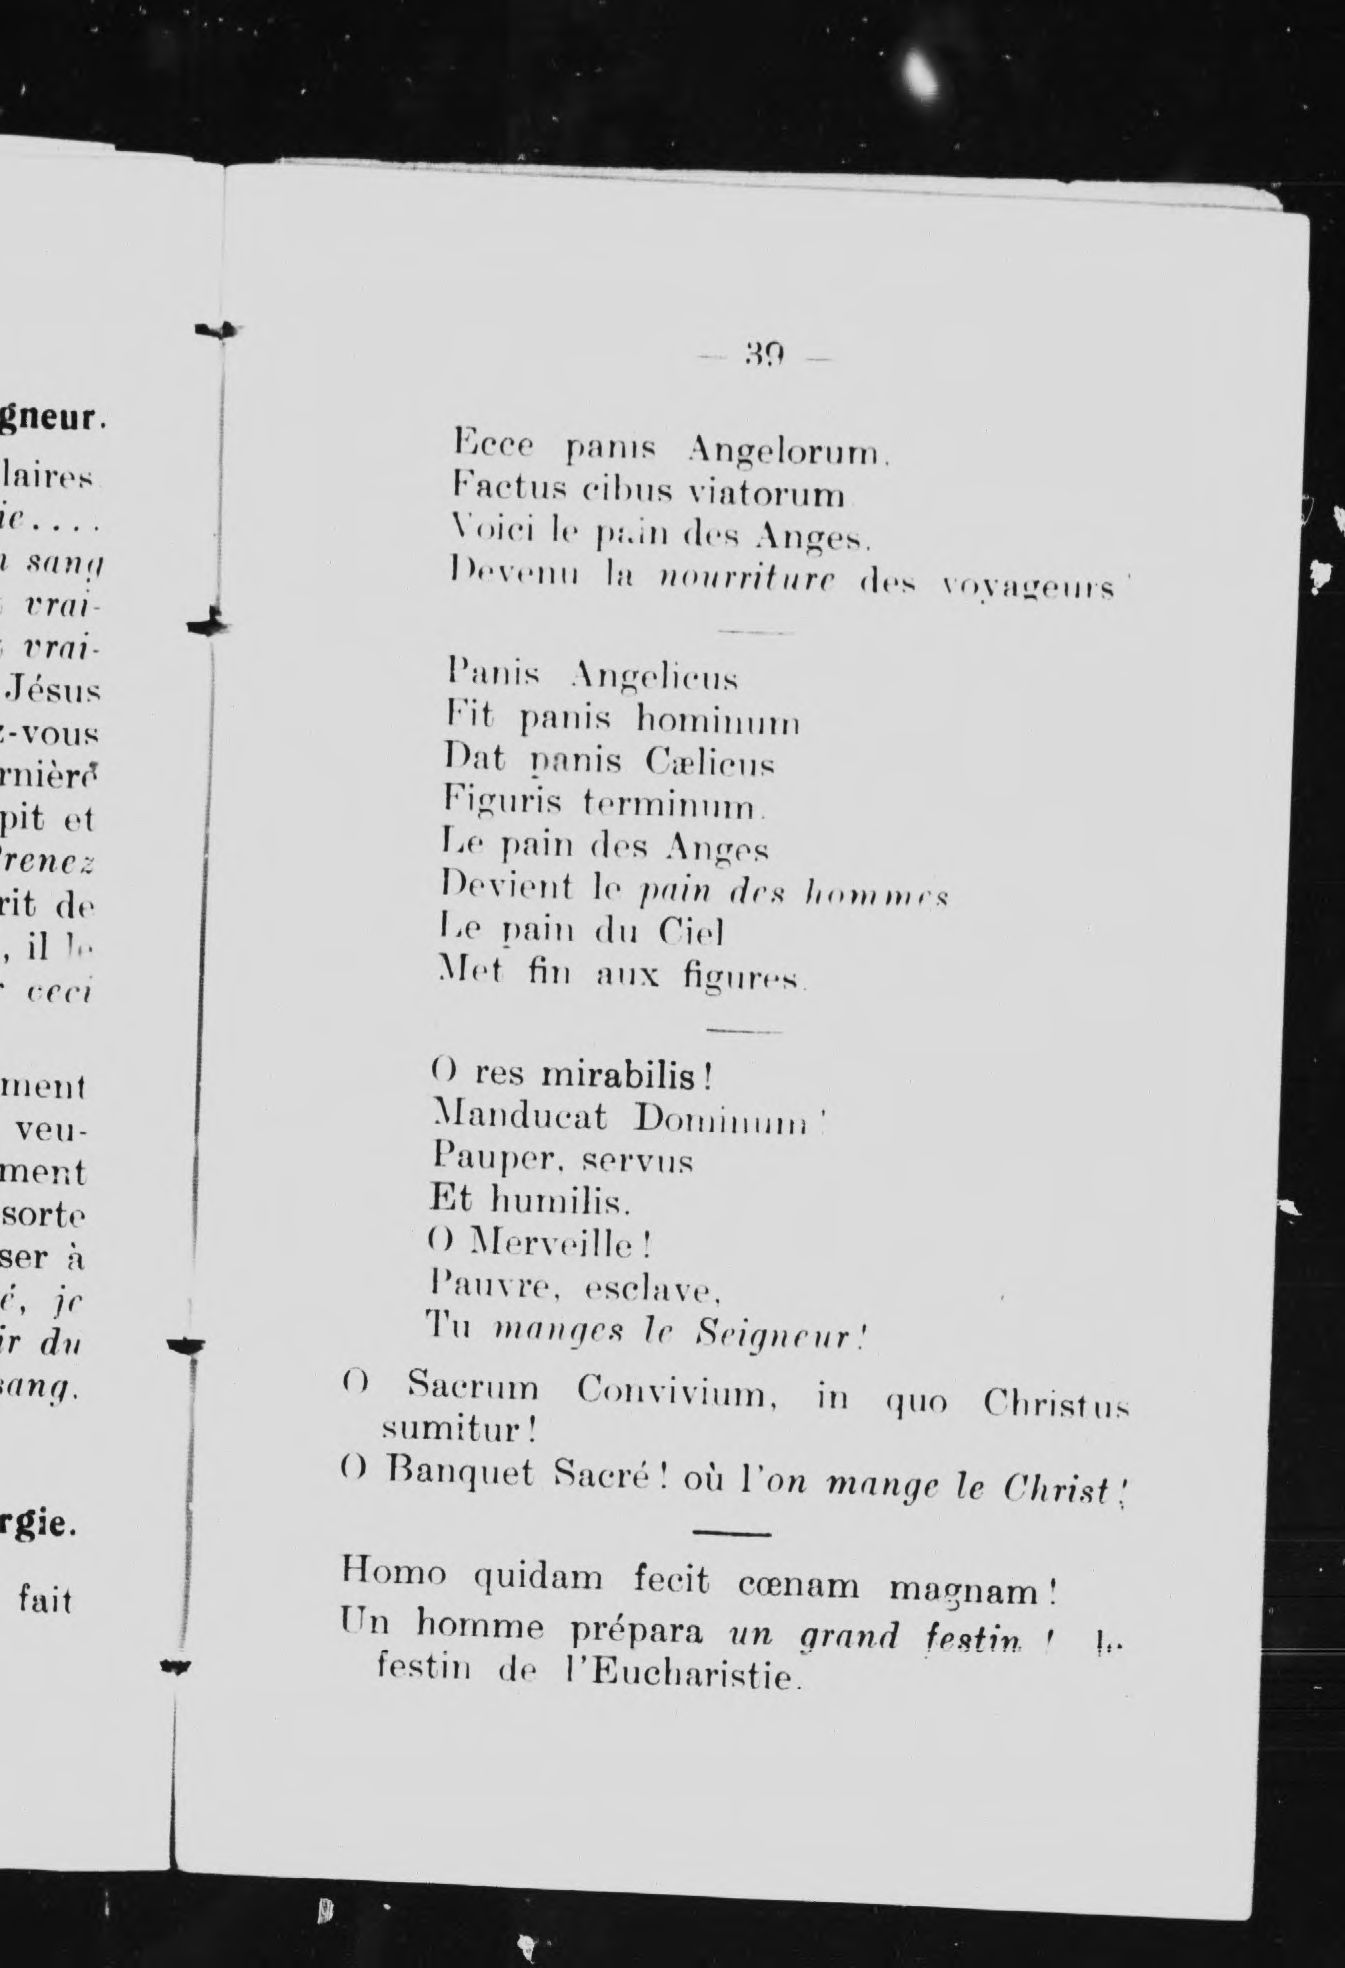 gneur.
laires
ie....
sang
vrai-
vrai-
Jésus
z-vous
rnière
pit et
Prenez
rit de
, il le
ceci
ment
veu-
ment
sorte
ser à
é, je
ir du
sang.
rgie.
fait
— 39 —
Ecce panis Angelorum.
Factus cibus viatorum
Voici le pain des Anges.
Devenu la nourriture des voyageurs
Panis Angelicus
Fit panis hominum
Dat panis Cælicus
Figuris terminum.
Le pain des Anges
Devient le pain des hommes
Le pain du Ciel
Met fin aux figures.
O res mirabilis!
Manducat Dominum!
Pauper, servus
Et humilis.
O Merveille!
Pauvre, esclave,
Tu manges le Seigneur!
O Sacrum Convivium, in quo Christus
sumitur!
O Banquet Sacré! où l'on mange le Christ!
Homo quidam fecit cœnam magnam!
Un homme prépara un grand festin! le
festin de l'Eucharistie.